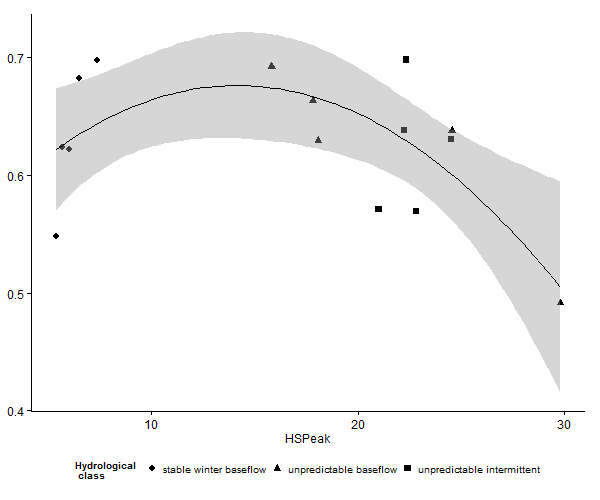 0.7
0.6
0.5
0.4
10 20 30
HSPeak
Hydrological
class
stable winter baseflow unpredictable baseflow unpredictable intermittent